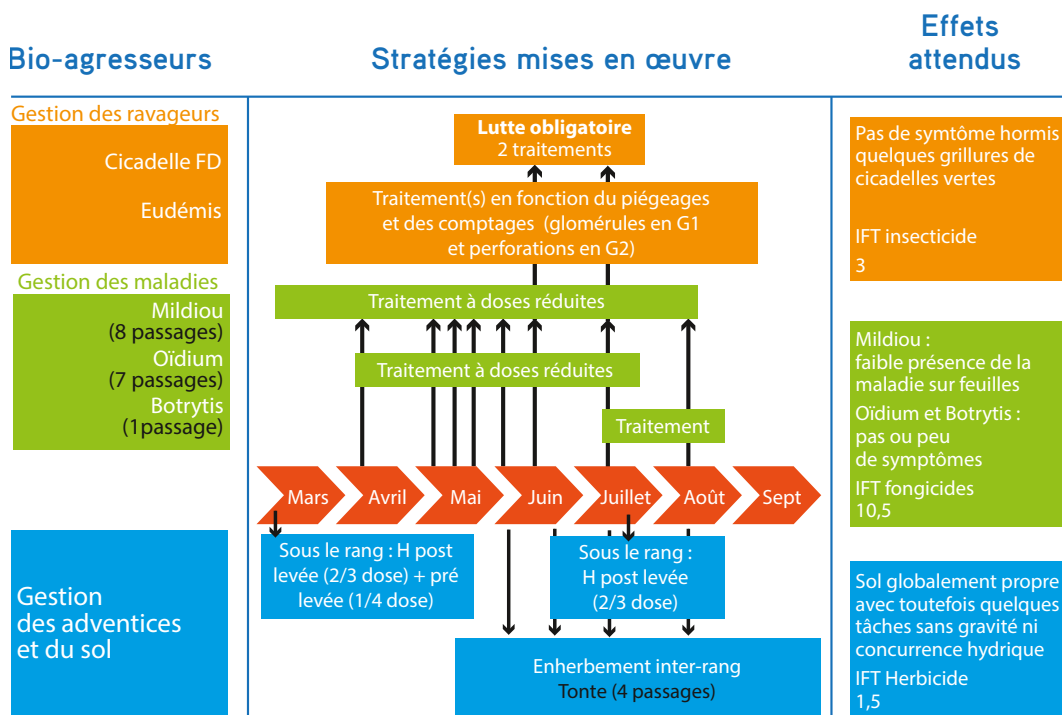 Bio-agresseurs
Stratégies mises en œuvre
Effets
attendus
Gestion des ravageurs
Cicadelle FD
Eudémis
Lutte obligatoire
2 traitements
Traitement(s) en fonction du piégeages
et des comptages (glomérules en G1
et perforations en G2)
Pas de symtôme hormis
quelques grillures de
cicadelles vertes
IFT insecticide
3
Gestion des maladies
Mildiou
(8 passages)
Oïdium
(7 passages)
Botrytis
(1passage)
Traitement à doses réduites
Traitement à doses réduites
Traitement
Mildiou :
faible présence de la
maladie sur feuilles
Oïdium et Botrytis :
pas ou peu
de symptômes
IFT fongicides
10,5
Mars
Avril
Mai
Juin
Juillet
Août
Sept
Gestion
des adventices
et du sol
Sous le rang : H post
levée (2/3 dose) + pré
levée (1/4 dose)
Sous le rang :
H post levée
(2/3 dose)
Enherbement inter-rang
Tonte (4 passages)
Sol globalement propre
avec toutefois quelques
tâches sans gravité ni
concurrence hydrique
IFT Herbicide
1,5